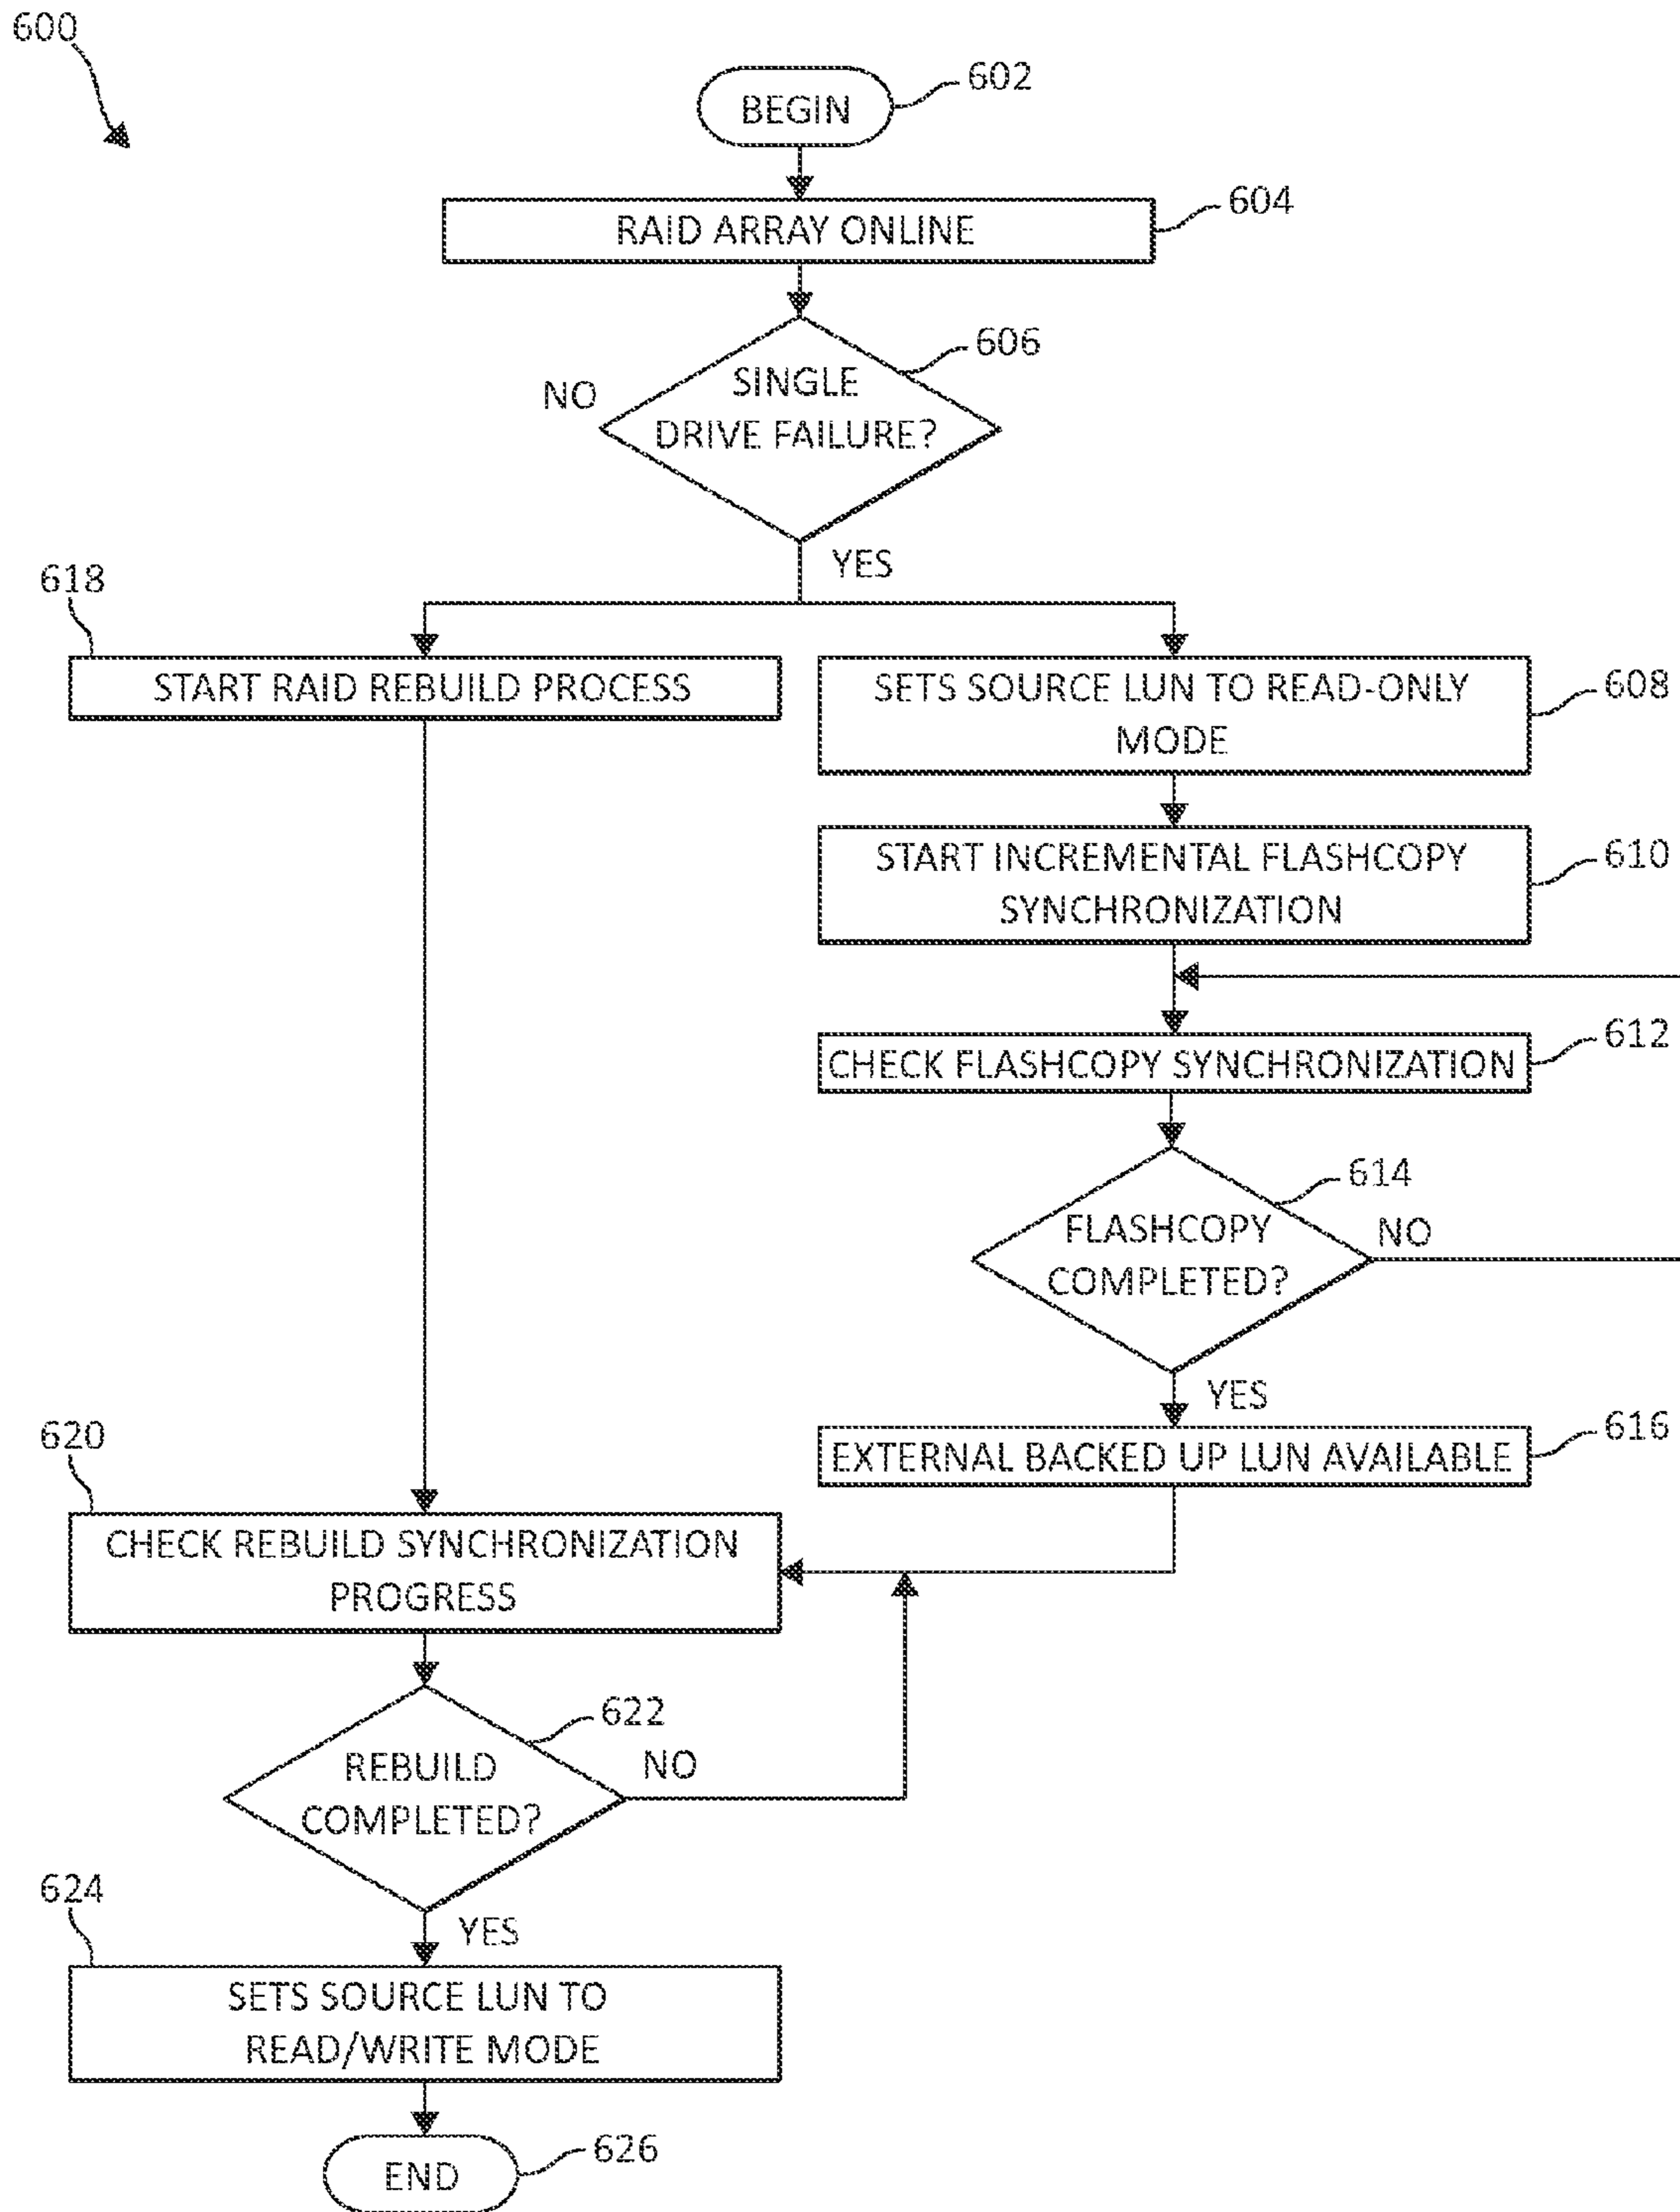 600
BEGIN
602
RAID ARRAY ONLINE
604
606
NO
SINGLE
DRIVE FAILURE?
YES
618
START RAID REBUILD PROCESS
SETS SOURCE LUN TO READ-ONLY
MODE
608
START INCREMENTAL FLASHCOPY
SYNCHRONIZATION
610
CHECK FLASHCOPY SYNCHRONIZATION
612
614
FLASHCOPY
COMPLETED?
NO
YES
EXTERNAL BACKED UP LUN AVAILABLE
616
620
CHECK REBUILD SYNCHRONIZATION
PROGRESS
622
REBUILD
COMPLETED?
NO
YES
624
SETS SOURCE LUN TO
READ/WRITE MODE
END
626